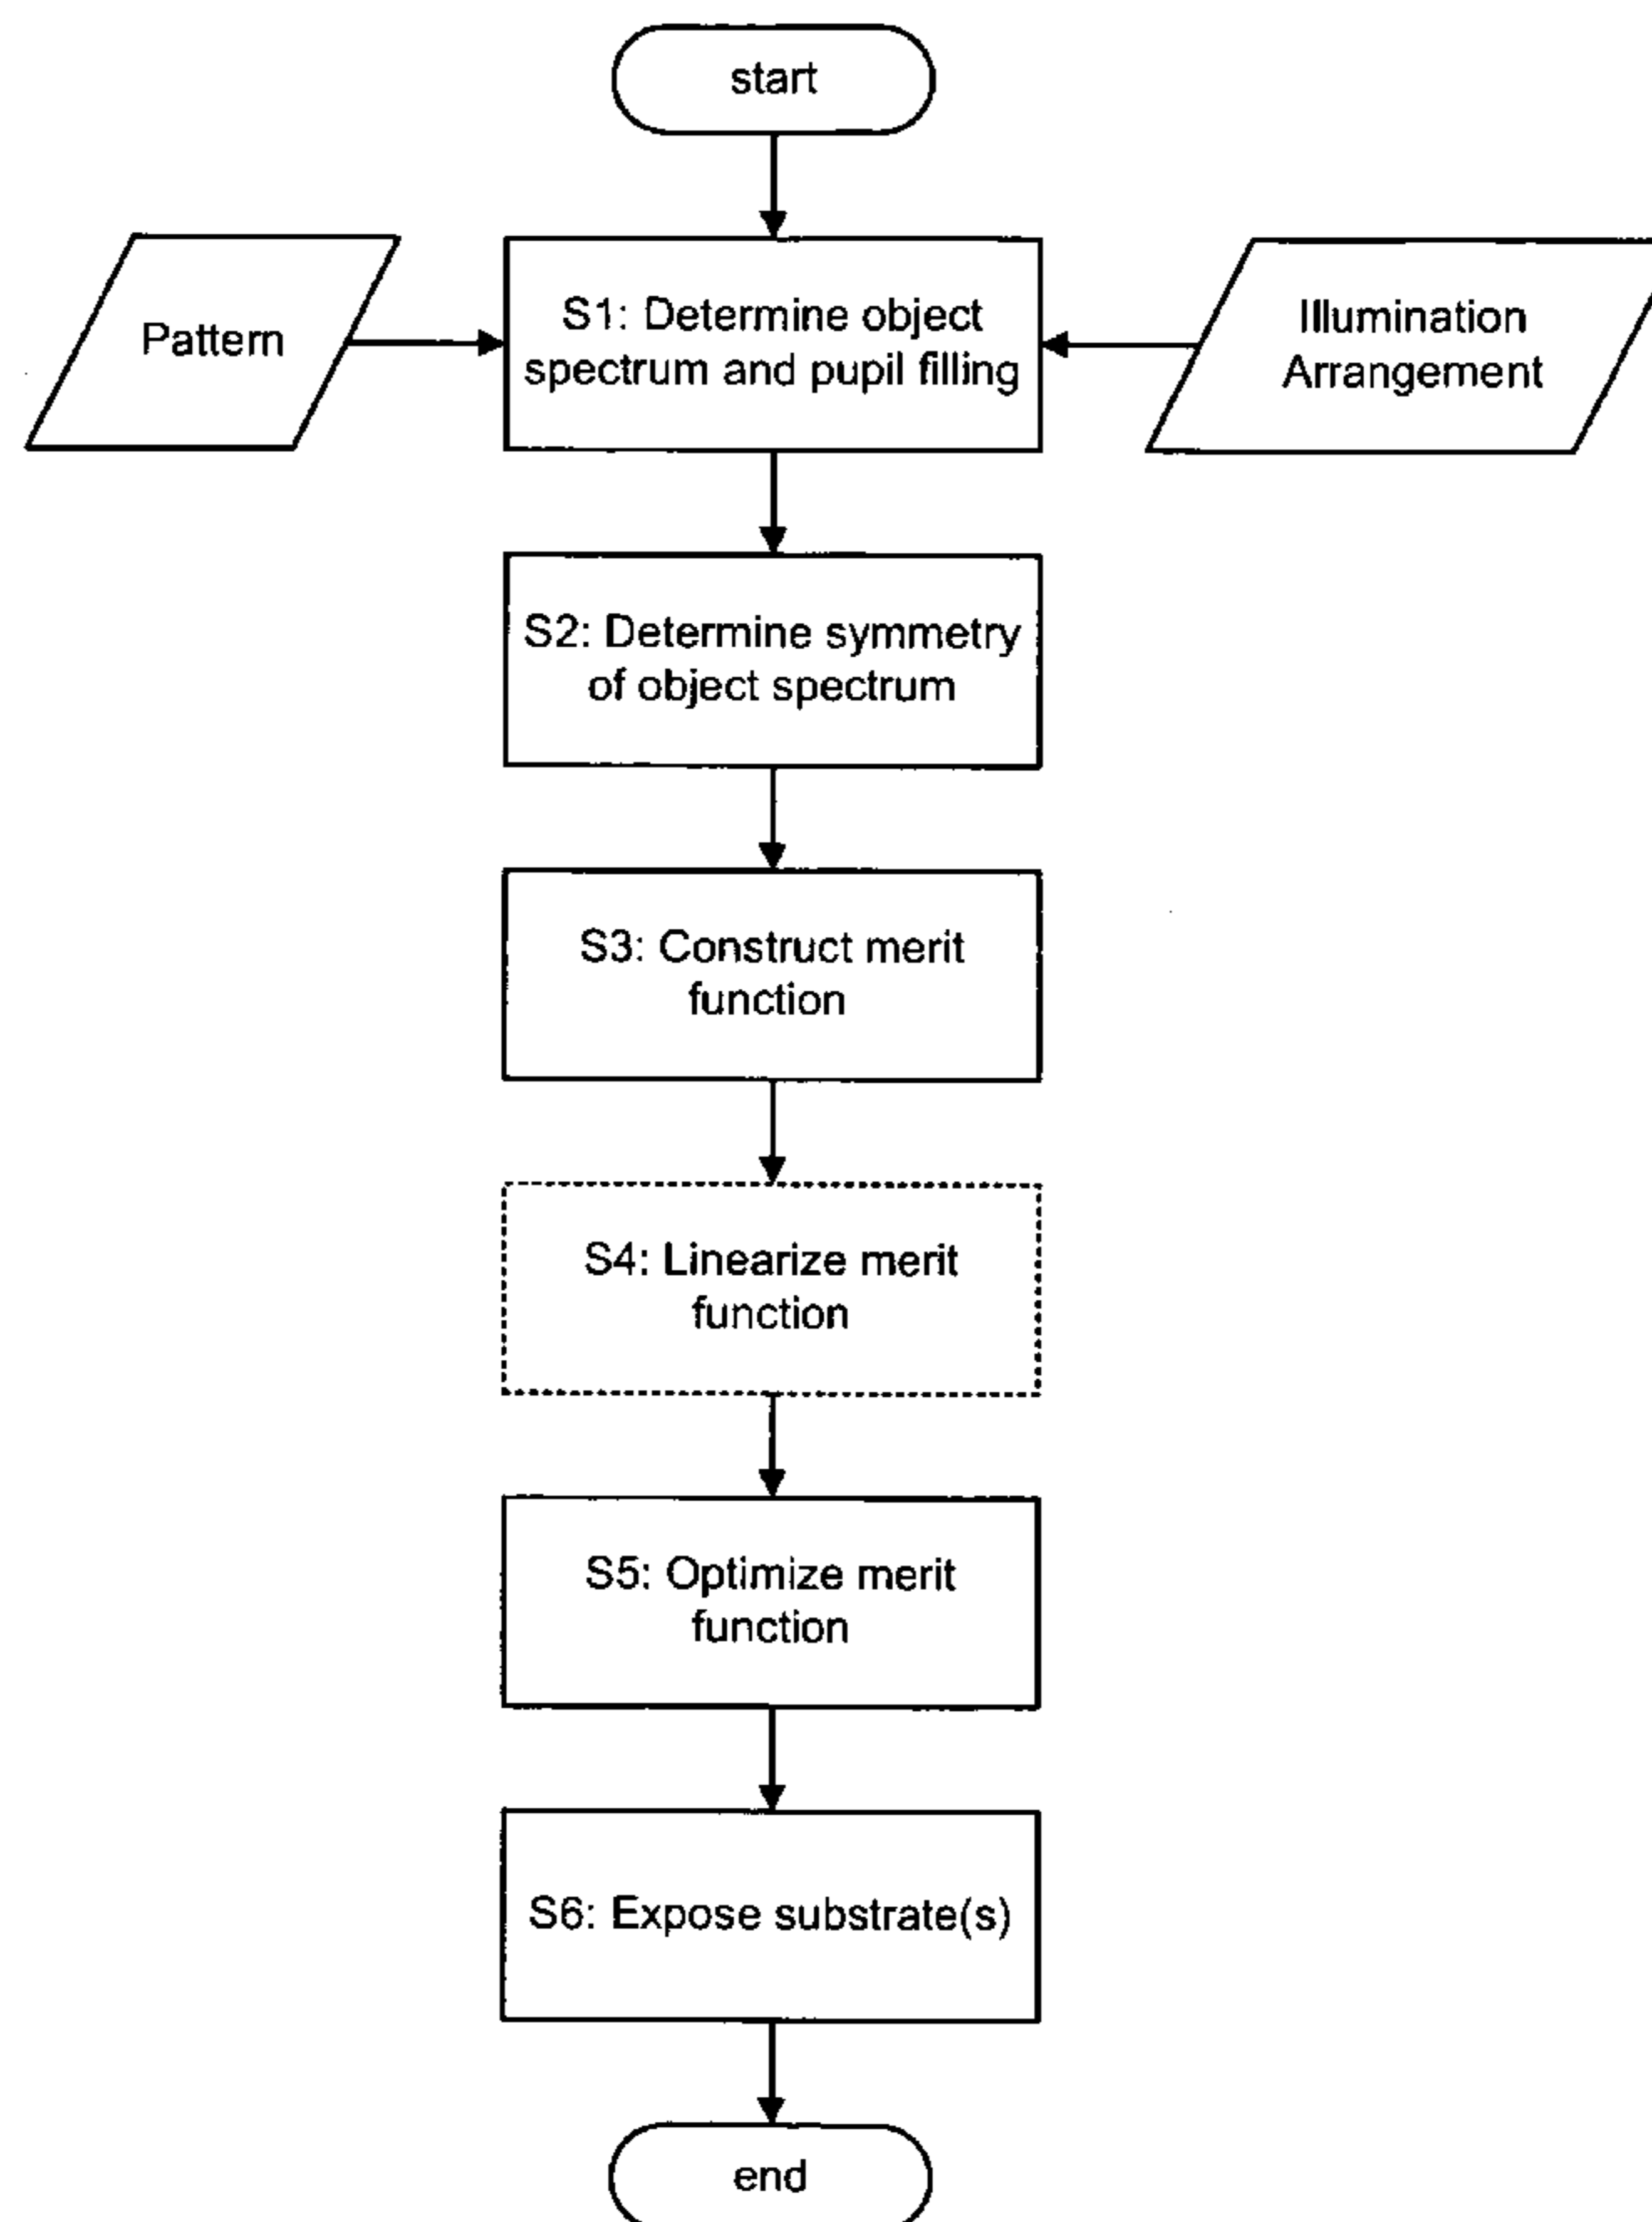 start
Pattern
S1: Determine object
spectrum and pupil filling
Illumination
Arrangement
S2: Determine symmetry
of object spectrum
S3: Construct merit
function
S4: Linearize merit
function
S5: Optimize merit
function
S6: Expose substrate(s)
end